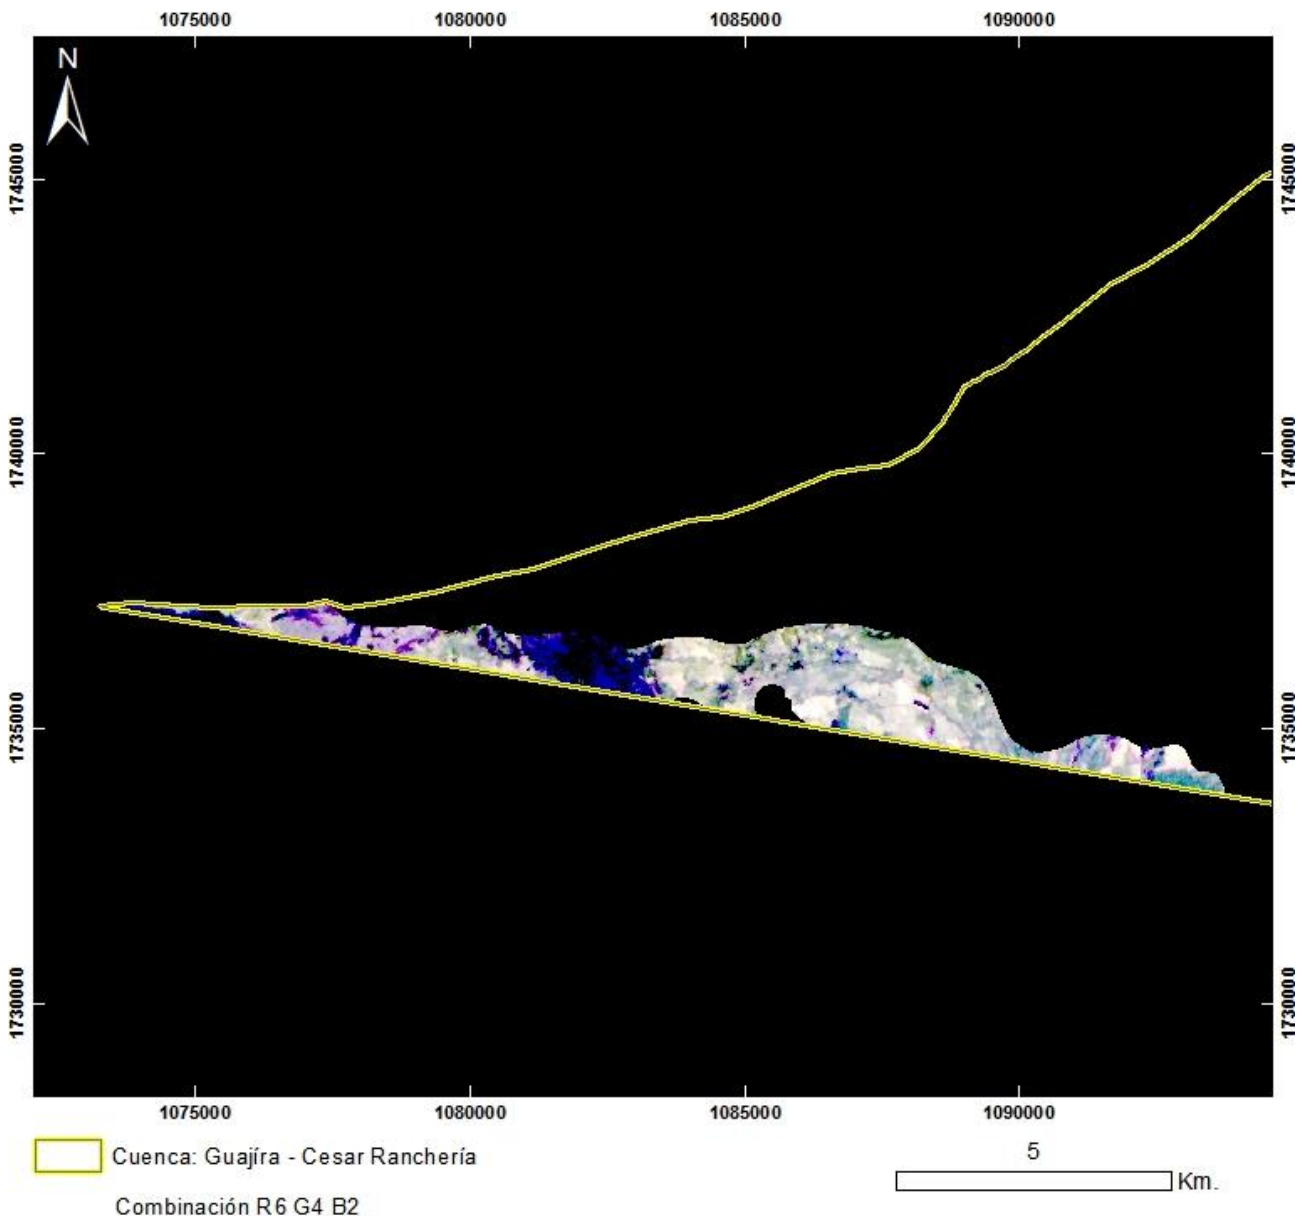 1075000 1080000 1085000 1090000
N
1745000 1745000
1740000 1740000
1735000 1735000
1730000 1730000
1075000 1080000 1085000 1090000
Cuenca: Guajíra - Cesar Ranchería
5
Km.
Combinación R6 G4 B2